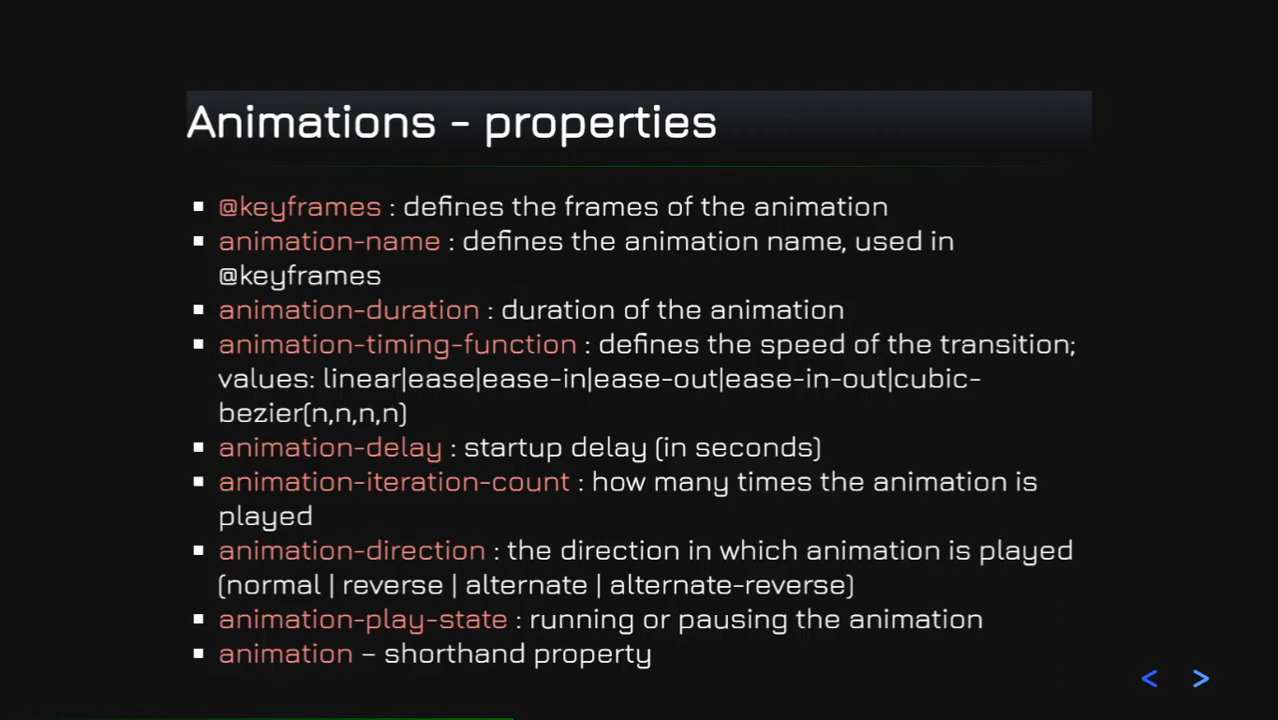 Animations - properties
@keyframes : defines the frames of the animation
animation-name : defines the animation name, used in
@keyframes
animation-duration : duration of the animation
animation-timing-function : defines the speed of the transition;
values: linear|ease|ease-in|ease-out|ease-in-out|cubic-
bezier(n,n,n,n)
animation-delay : startup delay (in seconds)
animation-iteration-count : how many times the animation is
played
animation-direction : the direction in which animation is played
(normal | reverse | alternate | alternate-reverse)
animation-play-state : running or pausing the animation
animation – shorthand property
< >